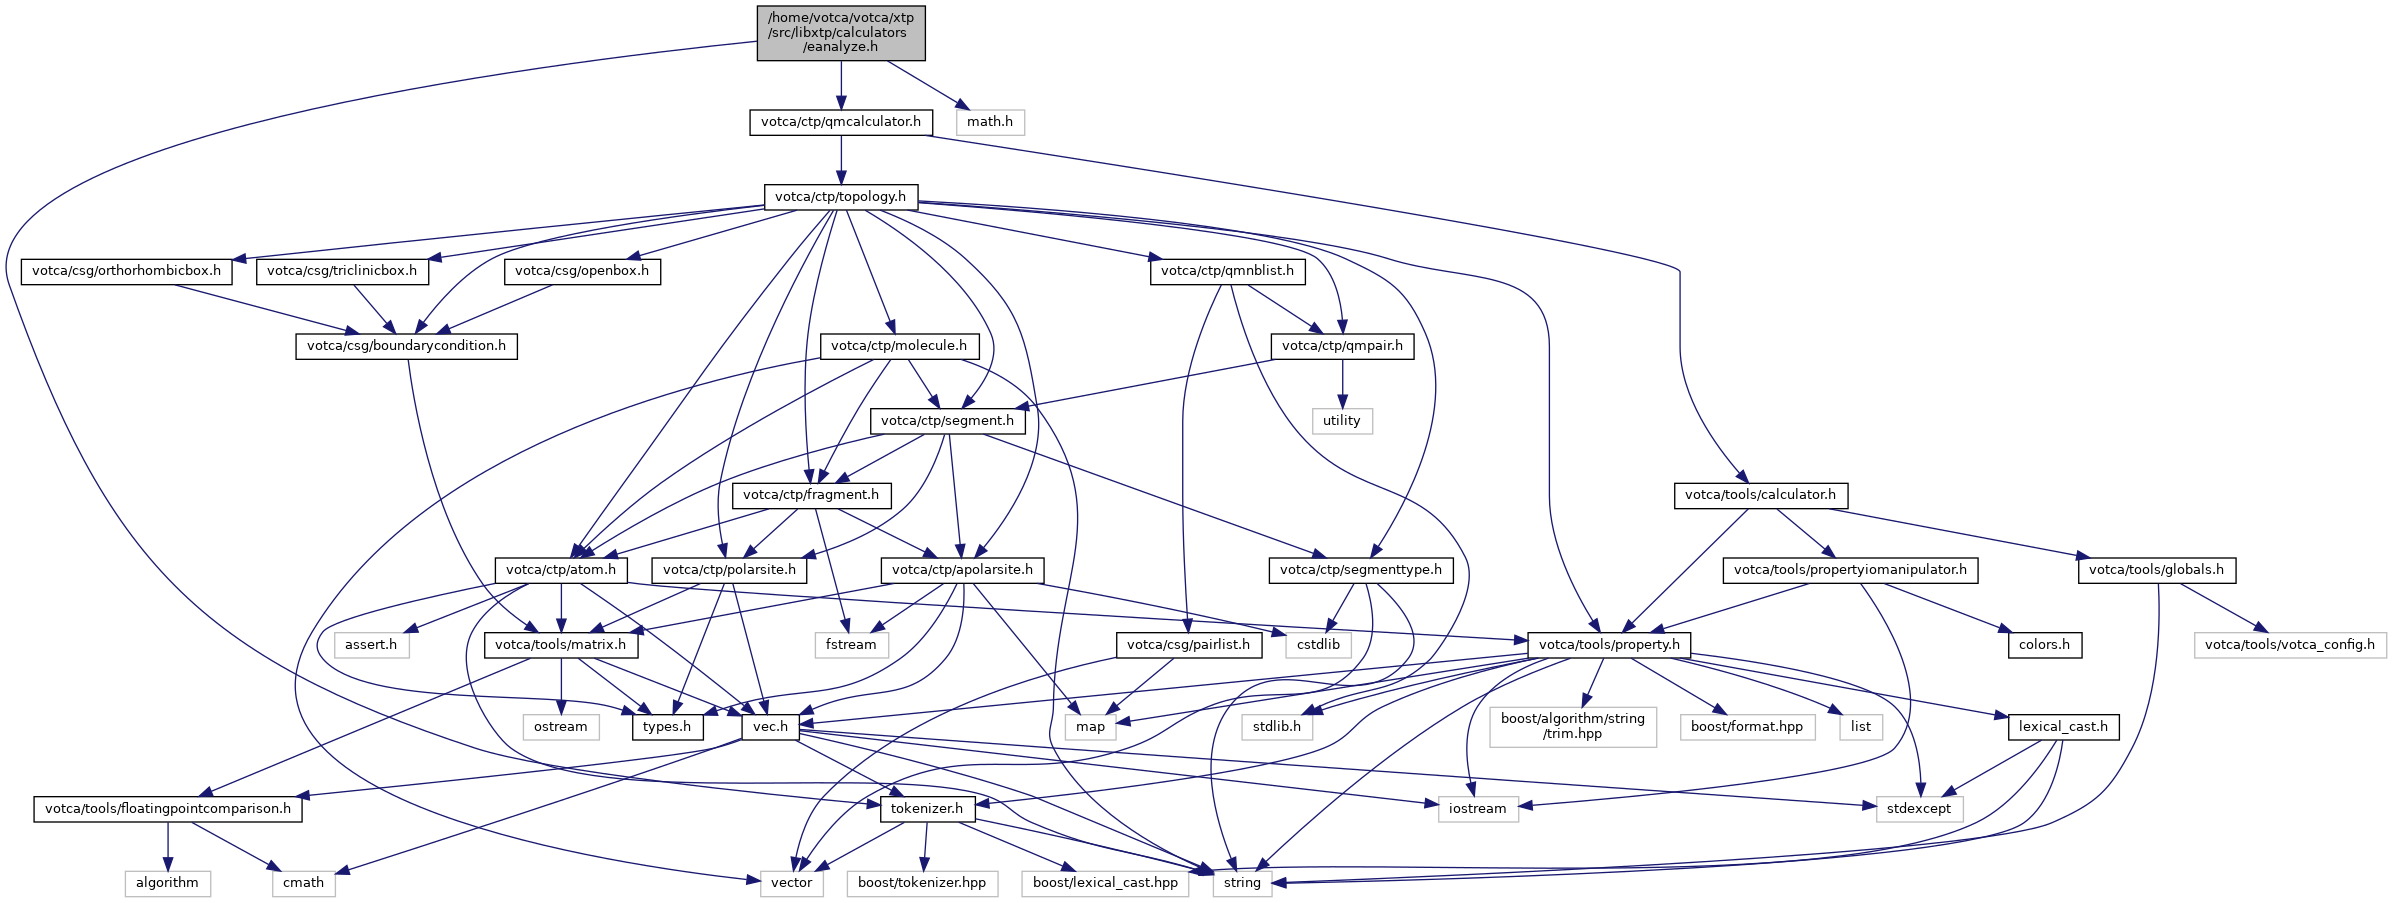 /home/votca/votca/xtp
/src/libxtp/calculators
/eanalyze.h
votca/ctp/qmcalculator.h
math.h
votca/ctp/topology.h
votca/csg/orthorhombicbox.h
votca/csg/triclinicbox.h
votca/csg/openbox.h
votca/ctp/qmnblist.h
votca/csg/boundarycondition.h
votca/ctp/molecule.h
votca/ctp/qmpair.h
votca/ctp/segment.h
utility
votca/ctp/fragment.h
votca/tools/calculator.h
votca/ctp/atom.h
votca/ctp/polarsite.h
votca/ctp/apolarsite.h
votca/ctp/segmenttype.h
votca/tools/propertyiomanipulator.h
votca/tools/globals.h
assert.h
votca/tools/matrix.h
fstream
votca/csg/pairlist.h
cstdlib
votca/tools/property.h
colors.h
votca/tools/votca_config.h
ostream
types.h
vec.h
map
stdlib.h
boost/algorithm/string
/trim.hpp
boost/format.hpp
list
lexical_cast.h
votca/tools/floatingpointcomparison.h
tokenizer.h
iostream
stdexcept
algorithm
cmath
vector
boost/tokenizer.hpp
boost/lexical_cast.hpp
string